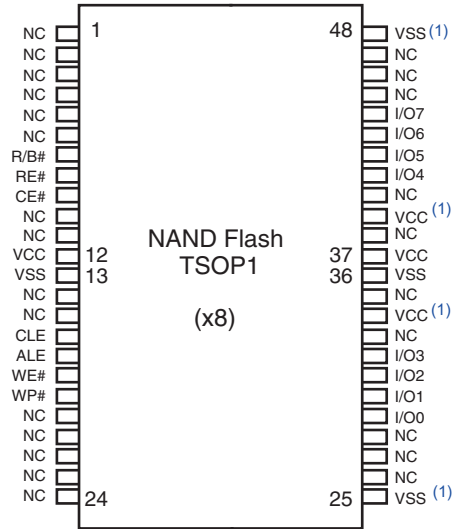 NC 1 48 VSS (1)
NC NC
NC NC
NC NC
NC I/O7
NC I/O6
R/B# I/O5
RE# I/O4
CE# NC
NC VCC (1)
NC NC
VCC 12 NAND Flash 37 VCC
VSS 13 TSOP1 36 VSS
NC NC
NC (x8) VCC (1)
CLE NC
ALE I/O3
WE# I/O2
WP# I/O1
NC I/O0
NC NC
NC NC
NC NC
NC 24 25 VSS (1)